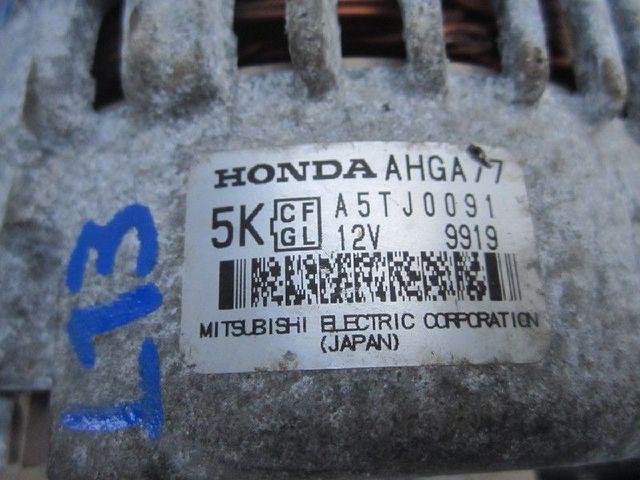 HONDA AHGA77
5K CF GL A5TJ0091
12V 9919
MITSUBISHI ELECTRIC CORPORATION
(JAPAN)
L13